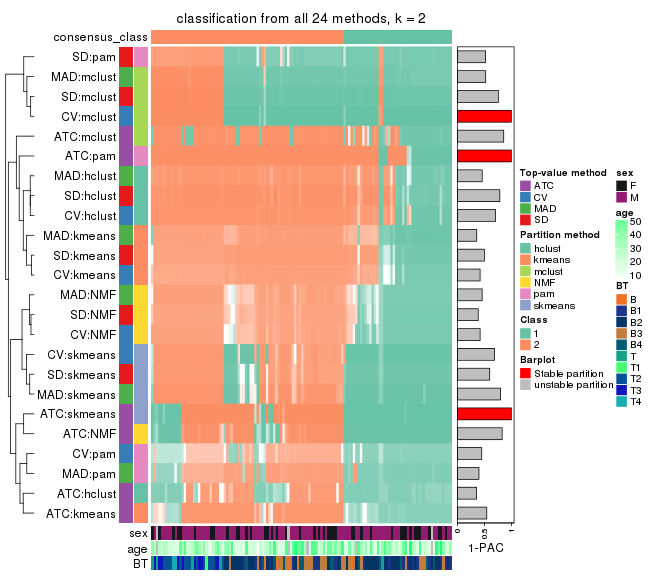 classification from all 24 methods, k = 2
consensus_class
SD:pam
MAD:mclust
SD:mclust
CV:mclust
ATC:mclust
ATC:pam
MAD:hclust
SD:hclust
CV:hclust
MAD:kmeans
SD:kmeans
CV:kmeans
MAD:NMF
SD:NMF
CV:NMF
CV:skmeans
SD:skmeans
MAD:skmeans
ATC:skmeans
ATC:NMF
CV:pam
MAD:pam
ATC:hclust
ATC:kmeans
sex
age
BT
0
0.5
1
1-PAC
Top-value method
ATC
CV
MAD
SD
Partition method
hclust
kmeans
mclust
NMF
pam
skmeans
Class
1
2
Barplot
Stable partition
unstable partition
sex
F
M
age
50
40
30
20
10
BT
B
B1
B2
B3
B4
T
T1
T2
T3
T4